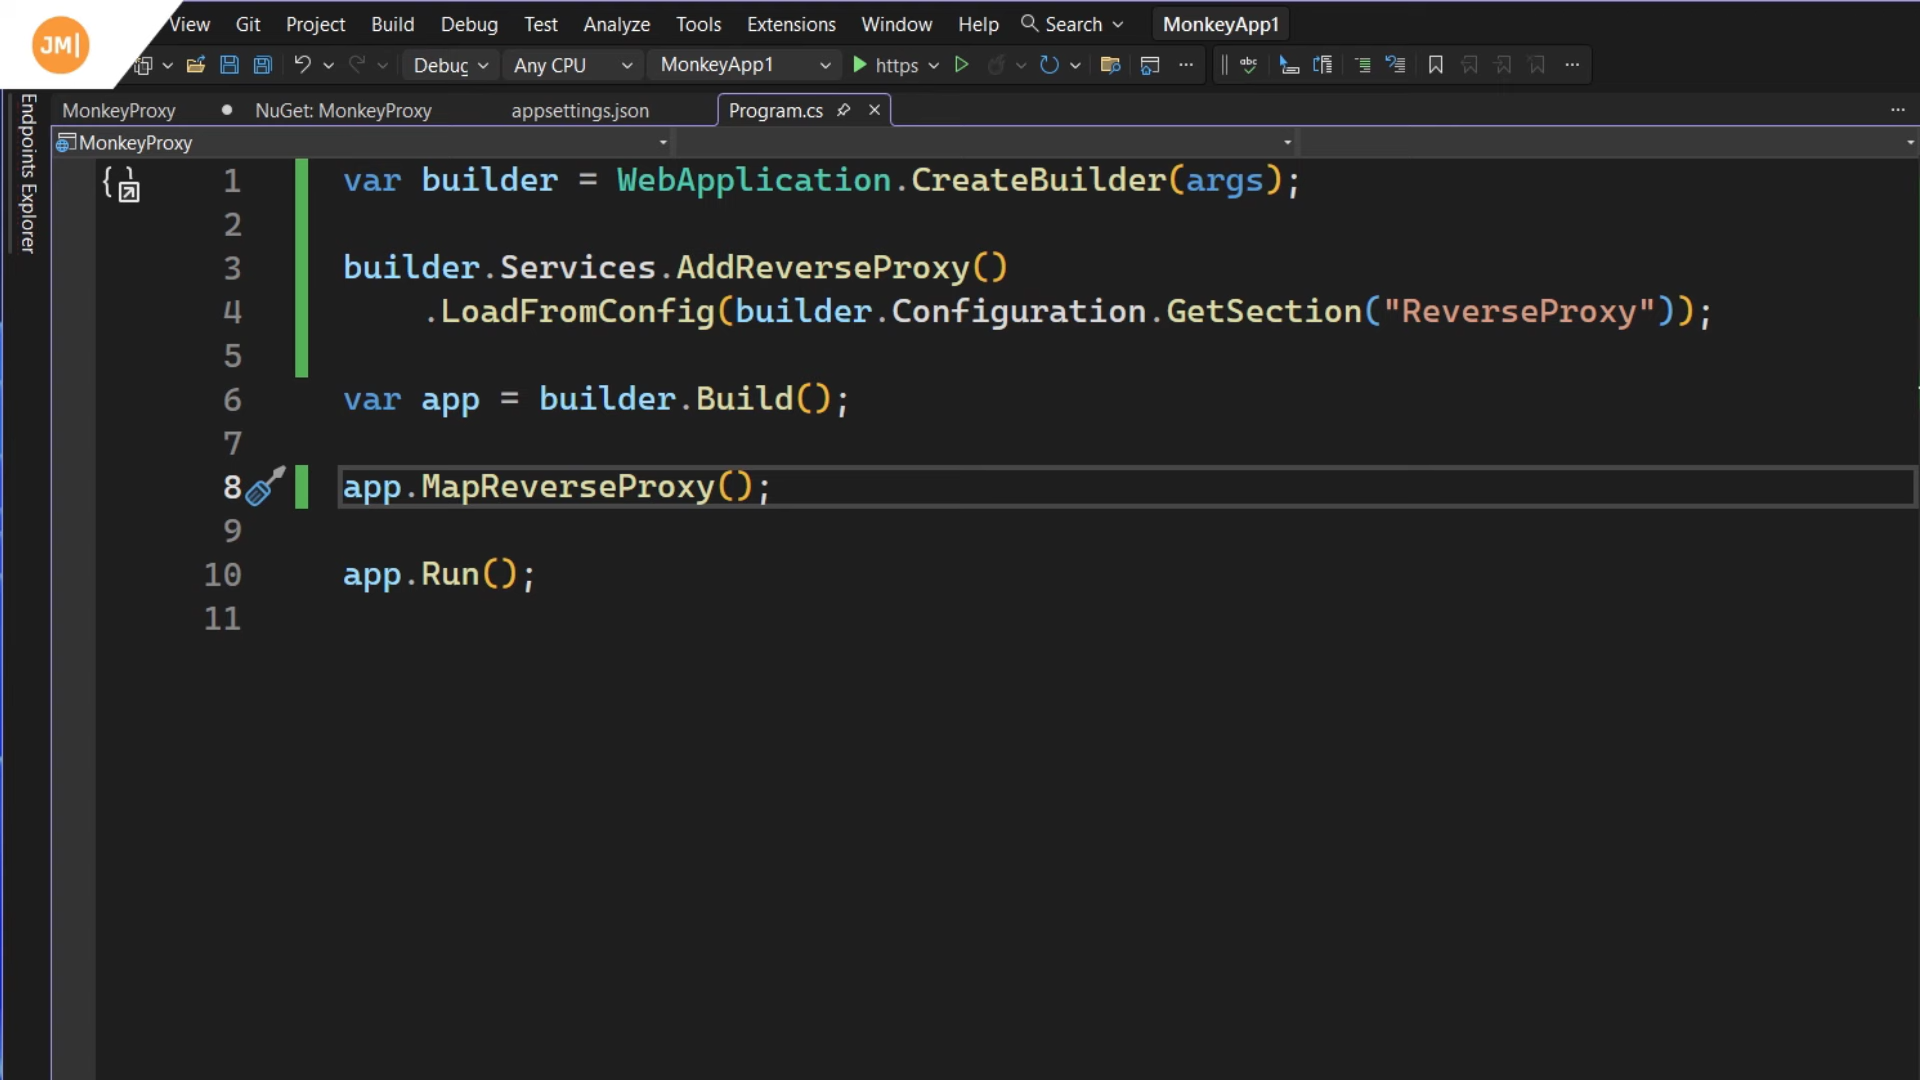 JM|
View Git Project Build Debug Test Analyze Tools Extensions Window Help Search MonkeyApp1
Debug Any CPU MonkeyApp1 https abc
Endpoints Explorer
MonkeyProxy NuGet: MonkeyProxy appsettings.json Program.cs
MonkeyProxy
1 var builder = WebApplication.CreateBuilder(args);
2
3 builder.Services.AddReverseProxy()
4 .LoadFromConfig(builder.Configuration.GetSection("ReverseProxy"));
5
6 var app = builder.Build();
7
8 app.MapReverseProxy();
9
10 app.Run();
11